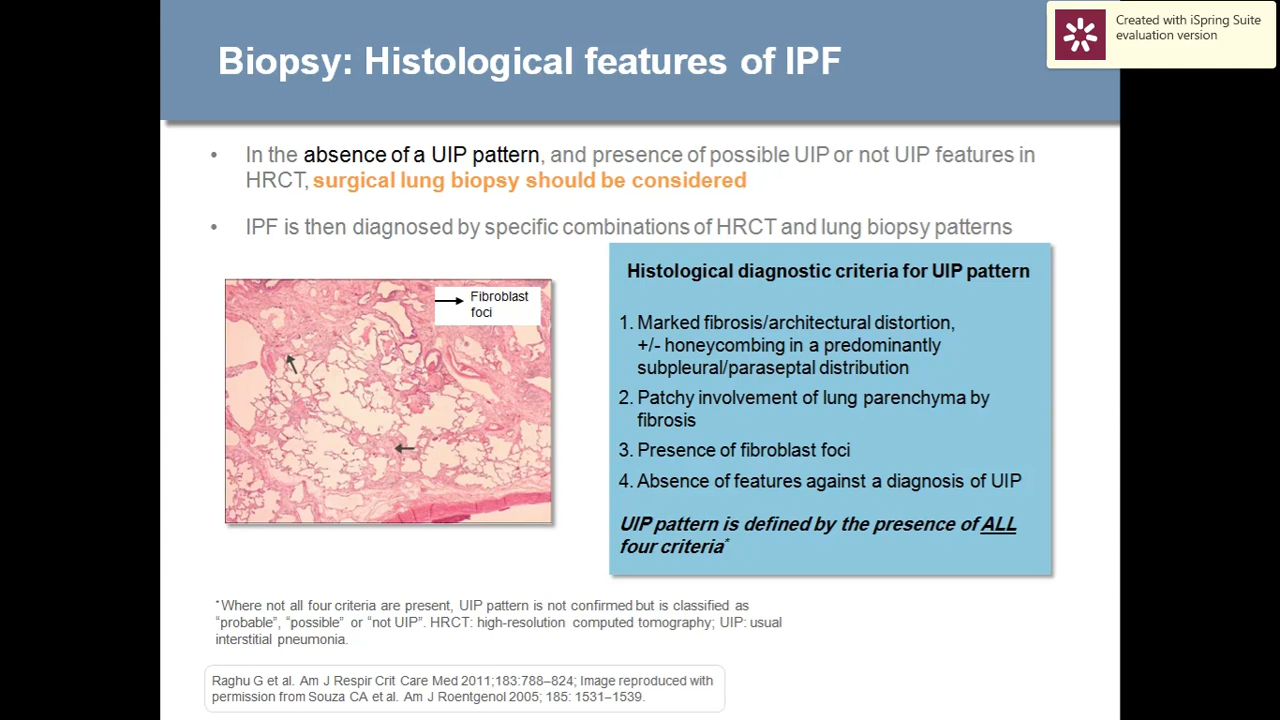 Created with iSpring Suite
evaluation version
Biopsy: Histological features of IPF
• In the absence of a UIP pattern, and presence of possible UIP or not UIP features in
HRCT, surgical lung biopsy should be considered
• IPF is then diagnosed by specific combinations of HRCT and lung biopsy patterns
Fibroblast
foci
Histological diagnostic criteria for UIP pattern
1. Marked fibrosis/architectural distortion,
+/- honeycombing in a predominantly
subpleural/paraseptal distribution
2. Patchy involvement of lung parenchyma by
fibrosis
3. Presence of fibroblast foci
4. Absence of features against a diagnosis of UIP
UIP pattern is defined by the presence of ALL
four criteria*
*Where not all four criteria are present, UIP pattern is not confirmed but is classified as
“probable”, “possible” or “not UIP”. HRCT: high-resolution computed tomography; UIP: usual
interstitial pneumonia.
Raghu G et al. Am J Respir Crit Care Med 2011;183:788–824; Image reproduced with
permission from Souza CA et al. Am J Roentgenol 2005; 185: 1531–1539.